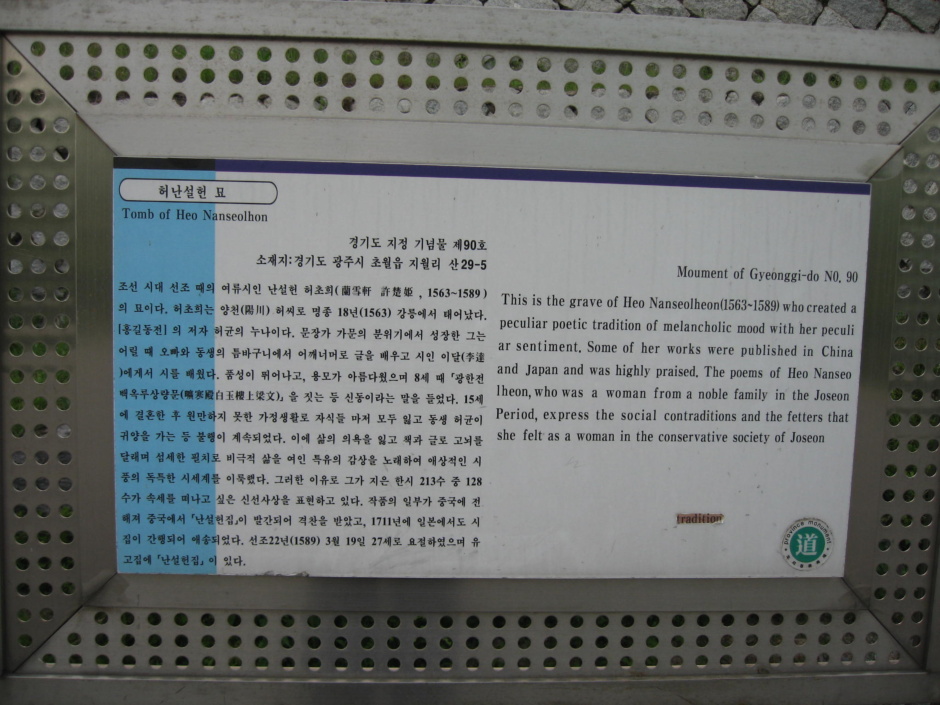 허난설헌 묘
Tomb of Heo Nanseolhon
경기도 지정 기념물 제90호
소재지:경기도 광주시 초월읍 지월리 산29-5
조선 시대 선조 때의 여류시인 난설헌 허초희(蘭雪軒 許楚姬 , 1563~1589)
의 묘이다. 허초희는 양천(陽川) 허씨로 명종 18년(1563) 강릉에서 태어났다.
[홍길동전] 의 저자 허균의 누나이다. 문장가 가문의 분위기에서 성장한 그는
어릴 때 오빠와 동생의 틈바구니에서 어깨너머로 글을 배우고 시인 이달(李達
)에게서 시를 배웠다. 품성이 뛰어나고, 용모가 아름다웠으며 8세 때 「광한전
백옥루상량문(曠寒殿白玉樓上梁文)」을 짓는 등 신동이라는 말을 들었다. 15세
에 결혼한 후 원만하지 못한 가정생활로 자식들 마저 모두 잃고 동생 허균이
귀양을 가는 등 불행이 계속되었다. 이에 삶의 의욕을 잃고 책과 글로 고뇌를
달래며 섬세한 필치로 비극적 삶을 여인 특유의 감상을 노래하여 애상적인 시
풍의 독특한 시세계를 이룩했다. 그러한 이유로 그가 지은 한시 213수 중 128
수가 속세를 떠나고 싶은 신선사상을 표현하고 있다. 작품의 일부가 중국에 전
해져 중국에서 「난설헌집」이 발간되어 격찬을 받았고, 1711년에 일본에서도 시
집이 간행되어 애송되었다. 선조22년(1589) 3월 19일 27세로 요절하였으며 유
고집에 「난설헌집」이 있다.
Moument of Gyeonggi-do NO. 90
This is the grave of Heo Nanseolheon(1563~1589) who created a
peculiar poetic tradition of melancholic mood with her peculi
ar sentiment. Some of her works were published in China
and Japan and was highly praised. The poems of Heo Nanseo
lheon, who was a woman from a noble family in the Joseon
Period, express the social contraditions and the fetters that
she felt as a woman in the conservative society of Joseon
tradition
province monument
道